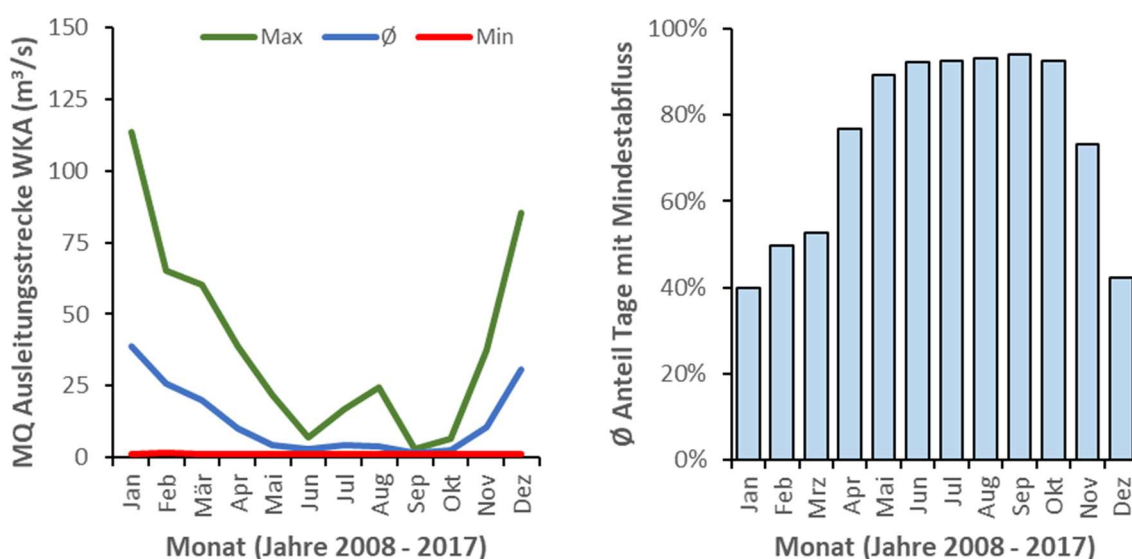 MQ Ausleitungsstrecke WKA (m³/s)
Max Ø Min
150
125
100
75
50
25
0
Jan Feb Mär Apr Mai Jun Jul Aug Sep Okt Nov Dez
Monat (Jahre 2008 - 2017)
Ø Anteil Tage mit Mindestabfluss
100%
80%
60%
40%
20%
0%
Jan Feb Mrz Apr Mai Jun Jul Aug Sep Okt Nov Dez
Monat (Jahre 2008 - 2017)